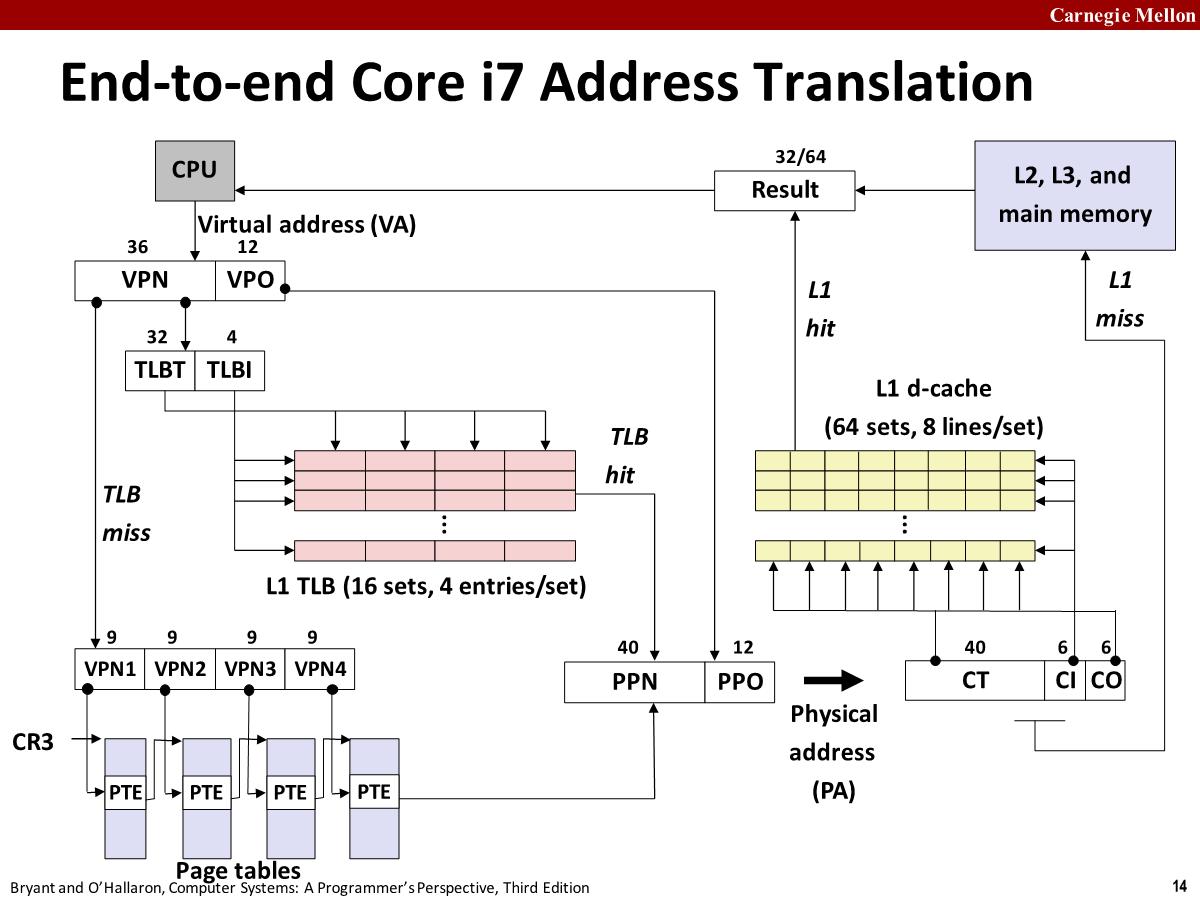 Carnegie Mellon
End-to-end Core i7 Address Translation
CPU
32/64
Result
L2, L3, and
main memory
Virtual address (VA)
36
12
VPN
VPO
L1
hit
L1
miss
32
4
TLBT
TLBI
L1 d-cache
(64 sets, 8 lines/set)
TLB
hit
TLB
miss
...
...
L1 TLB (16 sets, 4 entries/set)
9
9
9
9
VPN1
VPN2
VPN3
VPN4
40
12
PPN
PPO
40
6
6
CT
CI
CO
Physical
address
(PA)
CR3
PTE
PTE
PTE
PTE
Page tables
Bryant and O’Hallaron, Computer Systems: A Programmer’s Perspective, Third Edition
14